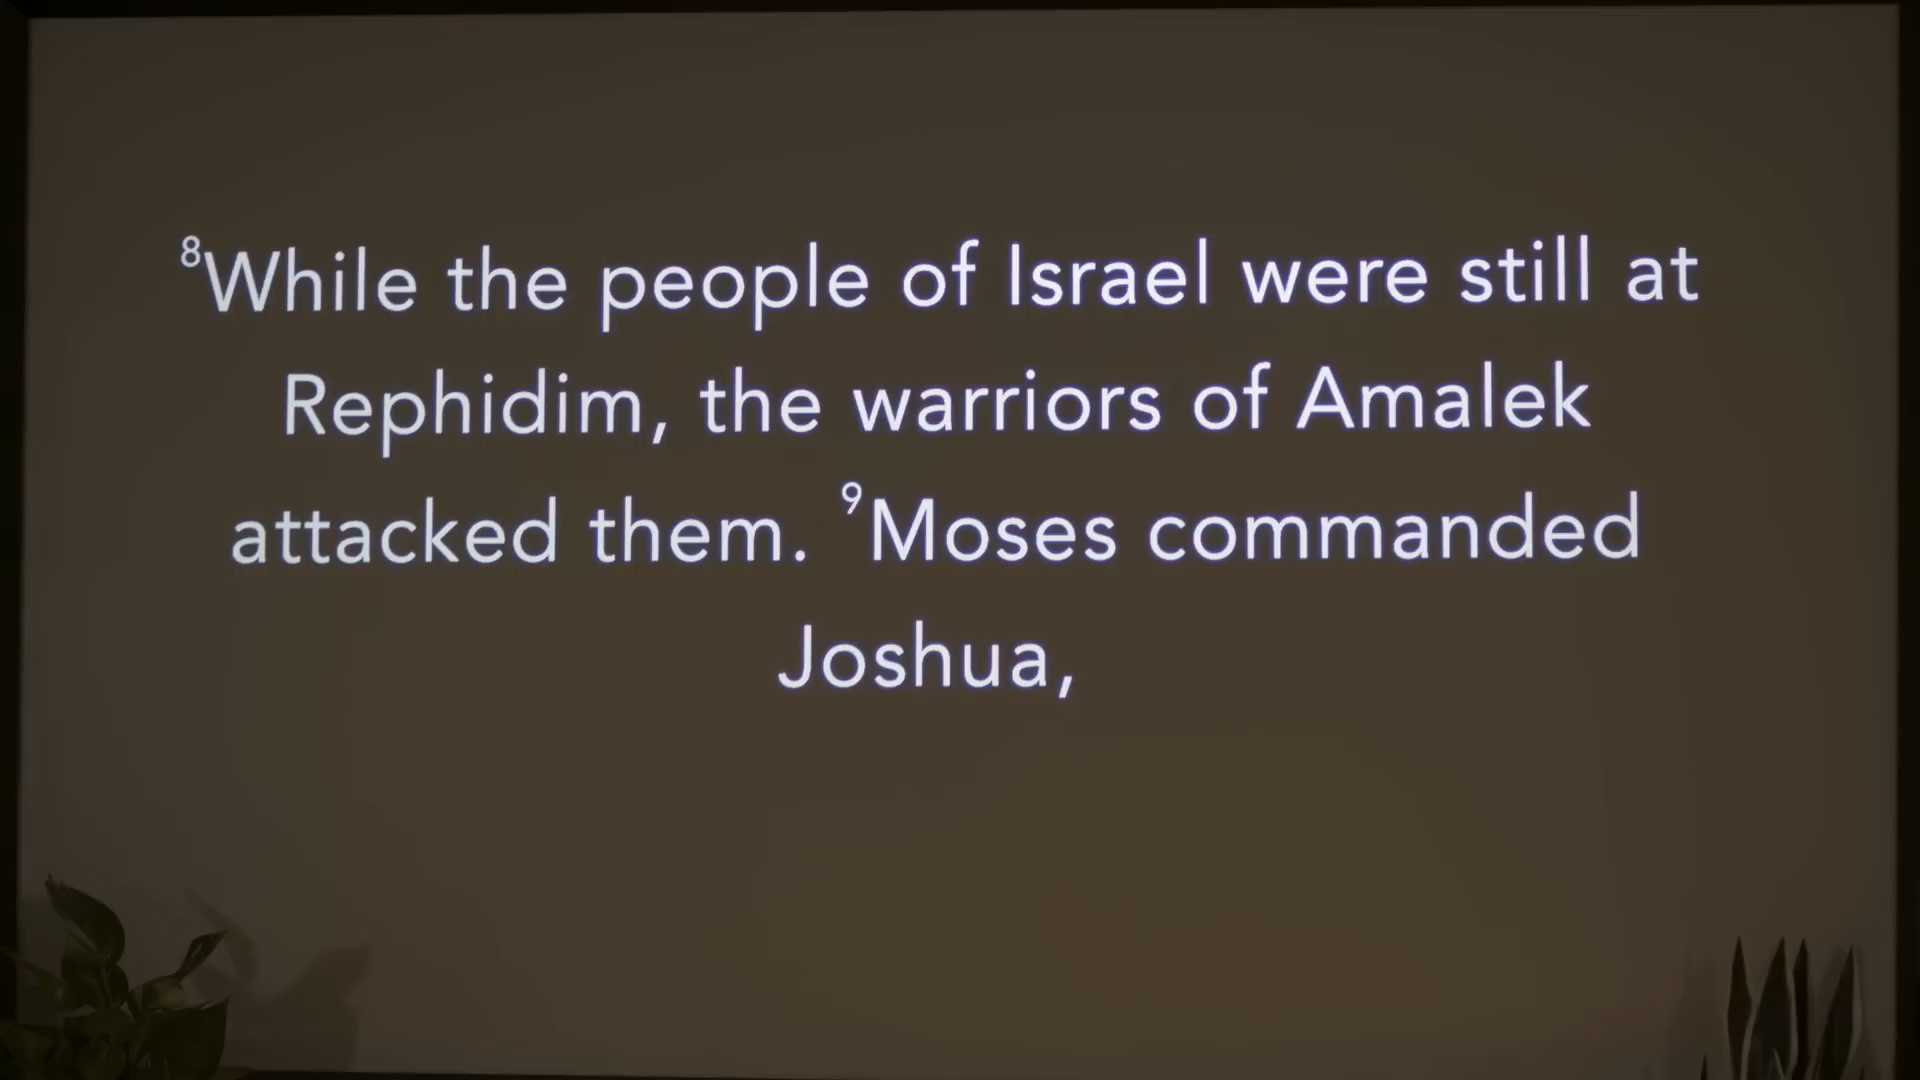 ⁸While the people of Israel were still at
Rephidim, the warriors of Amalek
attacked them. ⁹Moses commanded
Joshua,